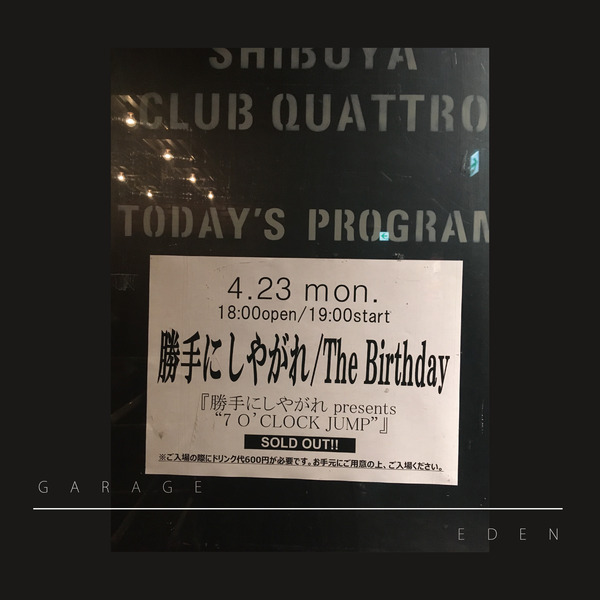 SHIBUYA
CLUB QUATTRO
TODAY'S PROGRAM
4.23 mon.
18:00open/19:00start
勝手にしやがれ/The Birthday
『勝手にしやがれ presents
“7 O’CLOCK JUMP”』
SOLD OUT!!
※ご入場の際にドリンク代600円が必要です。お手元にご用意の上、ご入場ください。
GARAGE
EDEN